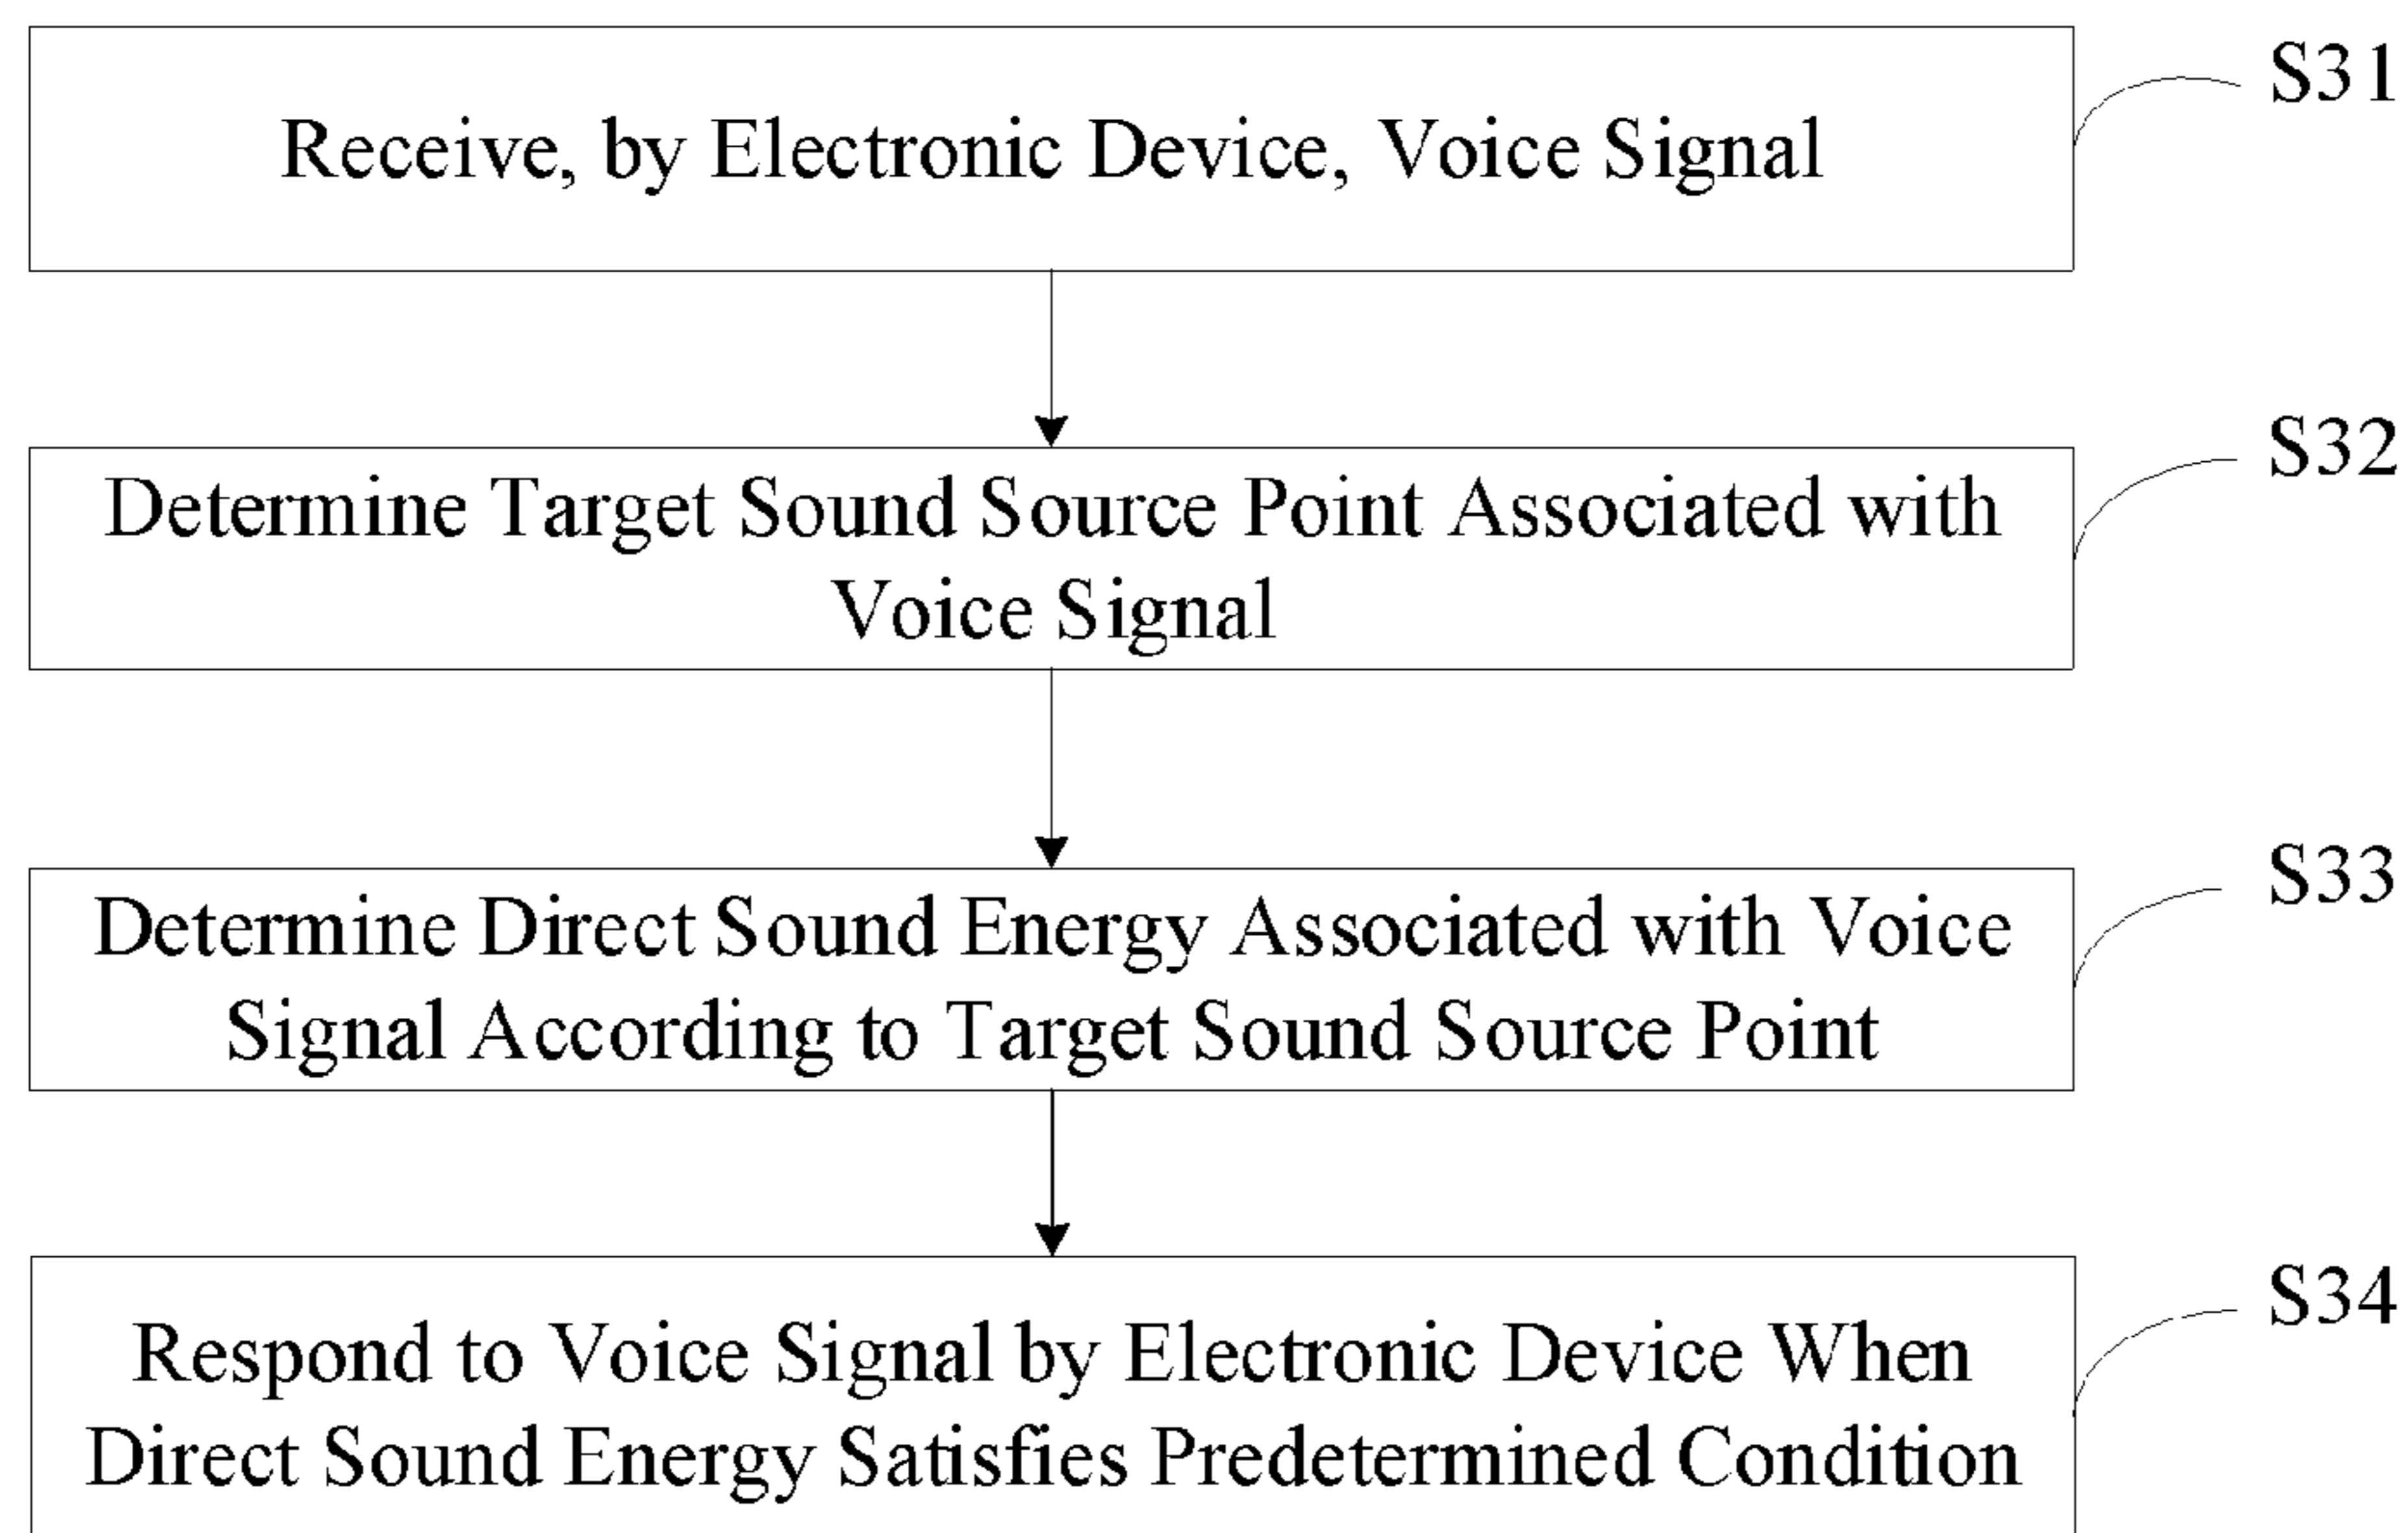 Receive, by Electronic Device, Voice Signal
S31
Determine Target Sound Source Point Associated with
Voice Signal
S32
Determine Direct Sound Energy Associated with Voice
Signal According to Target Sound Source Point
S33
Respond to Voice Signal by Electronic Device When
Direct Sound Energy Satisfies Predetermined Condition
S34